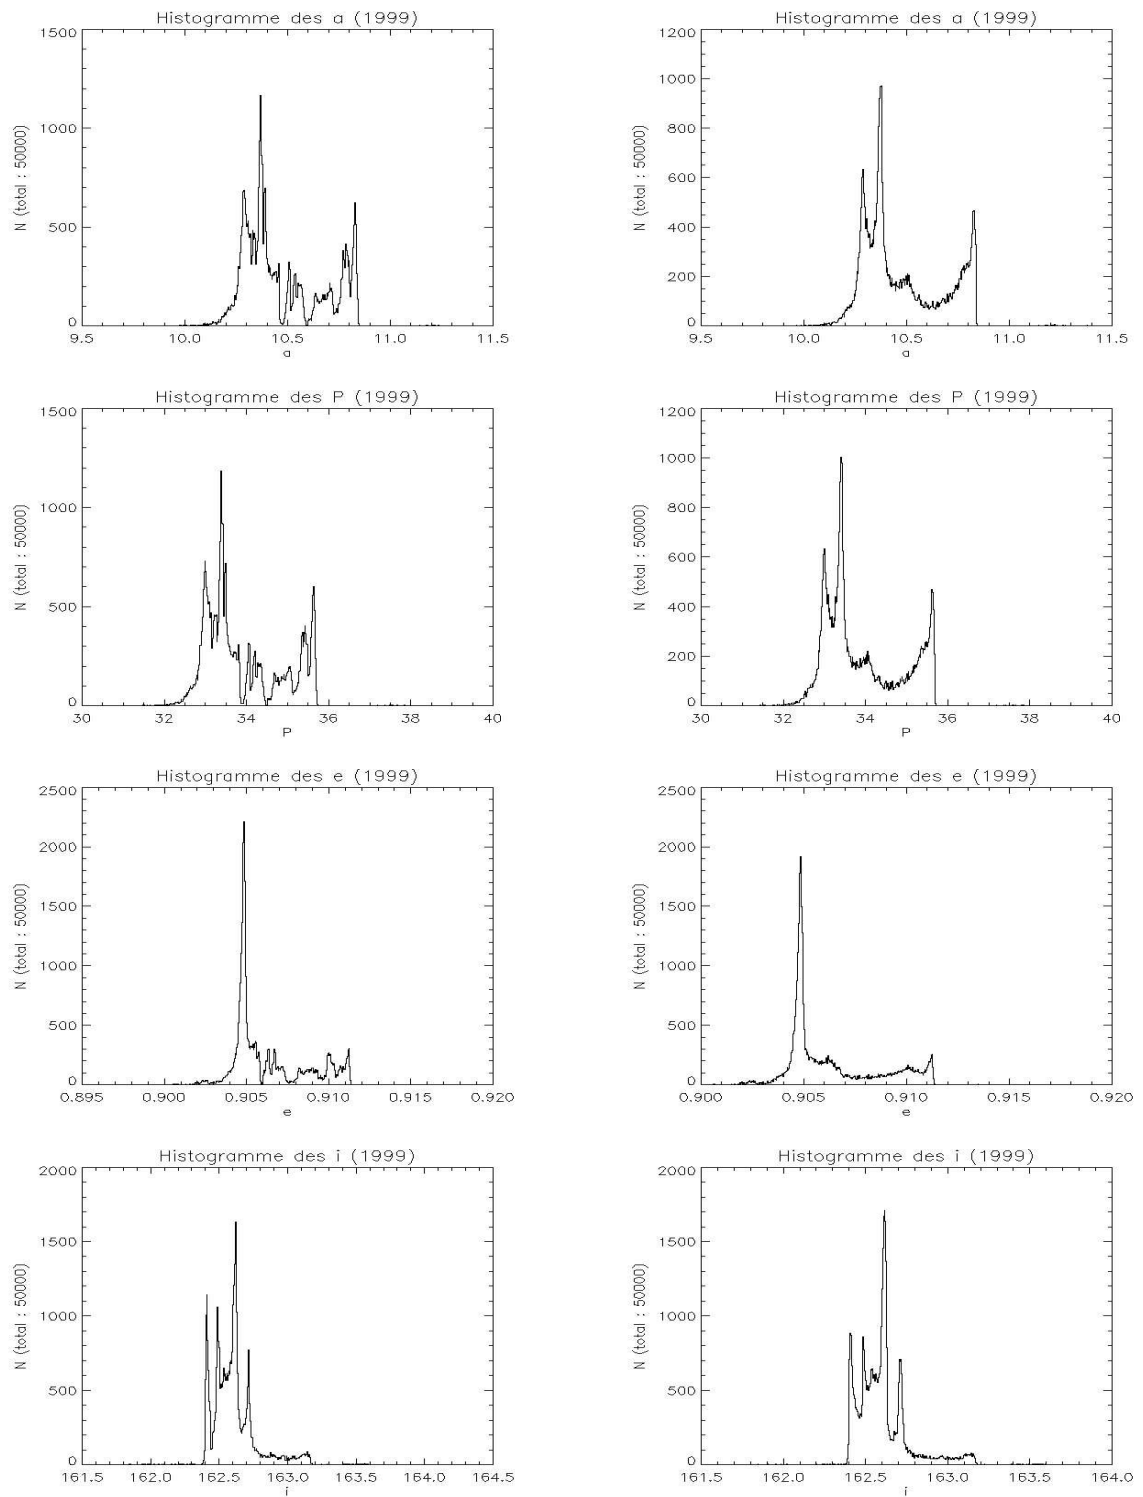 Histogramme des a (1999)
N (total : 50000)
1500
1000
500
0
9.5 10.0 10.5 11.0 11.5
a
Histogramme des a (1999)
N (total : 50000)
1200
1000
800
600
400
200
0
9.5 10.0 10.5 11.0 11.5
a
Histogramme des P (1999)
N (total : 50000)
1500
1000
500
0
30 32 34 36 38 40
P
Histogramme des P (1999)
N (total : 50000)
1200
1000
800
600
400
200
0
30 32 34 36 38 40
P
Histogramme des e (1999)
N (total : 50000)
2500
2000
1500
1000
500
0
0.895 0.900 0.905 0.910 0.915 0.920
e
Histogramme des e (1999)
N (total : 50000)
2500
2000
1500
1000
500
0
0.900 0.905 0.910 0.915 0.920
e
Histogramme des i (1999)
N (total : 50000)
2000
1500
1000
500
0
161.5 162.0 162.5 163.0 163.5 164.0 164.5
i
Histogramme des i (1999)
N (total : 50000)
2000
1500
1000
500
0
161.5 162.0 162.5 163.0 163.5 164.0
i